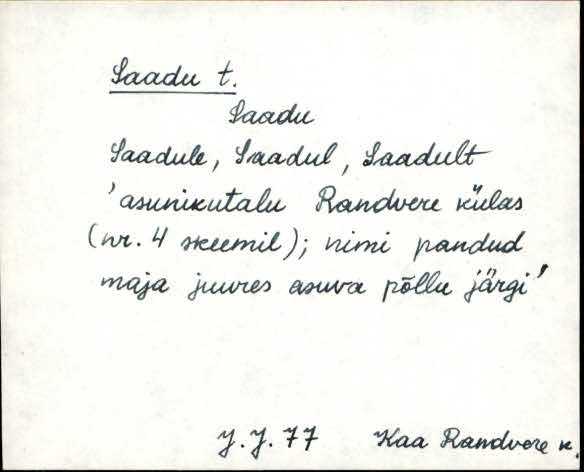 Saadu t.
Saadu
Saadule, Saadul, Saadult
'asunikutalu Randvere külas
(nr. 4 skeemil); nimi pandud
maja juures asuva põllu järgi'
J. J. 77 Kaa Randvere k.